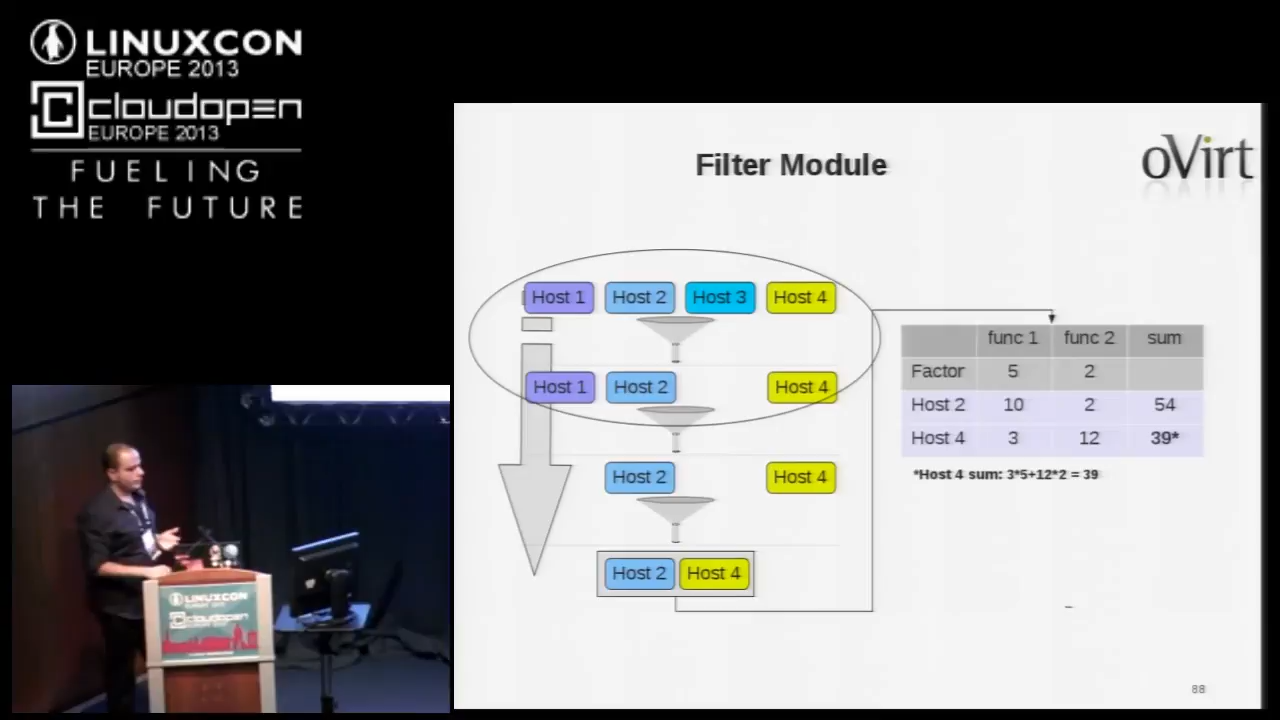 LINUXCON
EUROPE 2013
cloudopen
EUROPE 2013
FUELING
THE FUTURE
Filter Module
oVirt
Host 1 Host 2 Host 3 Host 4
Host 1 Host 2 Host 4
Host 2 Host 4
Host 2 Host 4
func 1 func 2 sum
Factor 5 2
Host 2 10 2 54
Host 4 3 12 39*
*Host 4 sum: 3*5+12*2 = 39
88
LINUXCON
cloudopen